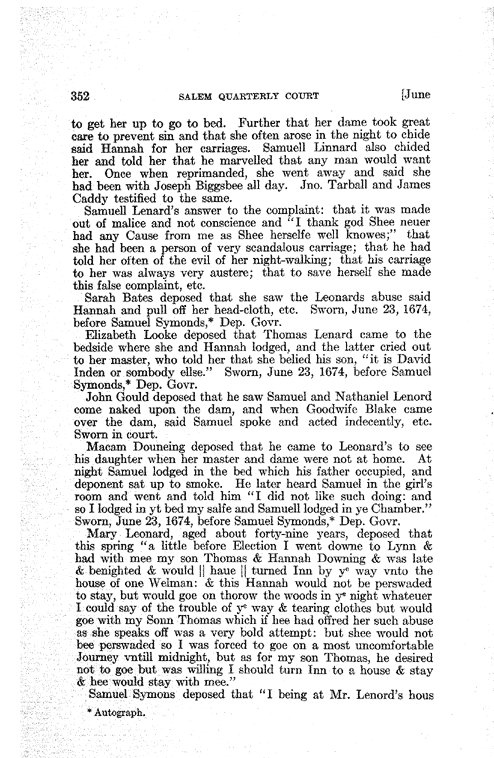 352 SALEM QUARTERLY COURT [June
to get her up to go to bed. Further that her dame took great
care to prevent sin and that she often arose in the night to chide
said Hannah for her carriages. Samuell Linnard also chided
her and told her that he marvelled that any man would want
her. Once when reprimanded, she went away and said she
had been with Joseph Biggsbee all day. Jno. Tarball and James
Caddy testified to the same.
Samuell Lenard's answer to the complaint: that it was made
out of malice and not conscience and "I thank god Shee neuer
had any Cause from me as Shee herselfe well knowes;" that
she had been a person of very scandalous carriage; that he had
told her often of the evil of her night-walking; that his carriage
to her was always very austere; that to save herself she made
this false complaint, etc.
Sarah Bates deposed that she saw the Leonards abuse said
Hannah and pull off her head-cloth, etc. Sworn, June 23, 1674,
before Samuel Symonds,* Dep. Govr.
Elizabeth Looke deposed that Thomas Lenard came to the
bedside where she and Hannah lodged, and the latter cried out
to her master, who told her that she belied his son, "it is David
Inden or sombody ellse." Sworn, June 23, 1674, before Samuel
Symonds,* Dep. Govr.
John Gould deposed that he saw Samuel and Nathaniel Lenord
come naked upon the dam, and when Goodwife Blake came
over the dam, said Samuel spoke and acted indecently, etc.
Sworn in court.
Macam Douneing deposed that he came to Leonard's to see
his daughter when her master and dame were not at home. At
night Samuel lodged in the bed which his father occupied, and
deponent sat up to smoke. He later heard Samuel in the girl's
room and went and told him "I did not like such doing: and
so I lodged in yt bed my salfe and Samuell lodged in ye Chamber."
Sworn, June 23, 1674, before Samuel Symonds,* Dep. Govr.
Mary Leonard, aged about forty-nine years, deposed that
this spring "a little before Election I went downe to Lynn &
had with mee my son Thomas & Hannah Downing & was late
& benighted & would || haue || turned Inn by yᵉ way vnto the
house of one Welman: & this Hannah would not be perswaded
to stay, but would goe on thorow the woods in yᵉ night whateuer
I could say of the trouble of yᵉ way & tearing clothes but would
goe with my Sonn Thomas which if hee had offred her such abuse
as she speaks off was a very bold attempt: but shee would not
bee perswaded so I was forced to goe on a most uncomfortable
Journey vntill midnight, but as for my son Thomas, he desired
not to goe but was willing I should turn Inn to a house & stay
& hee would stay with mee."
Samuel Symons deposed that "I being at Mr. Lenord's hous
* Autograph.